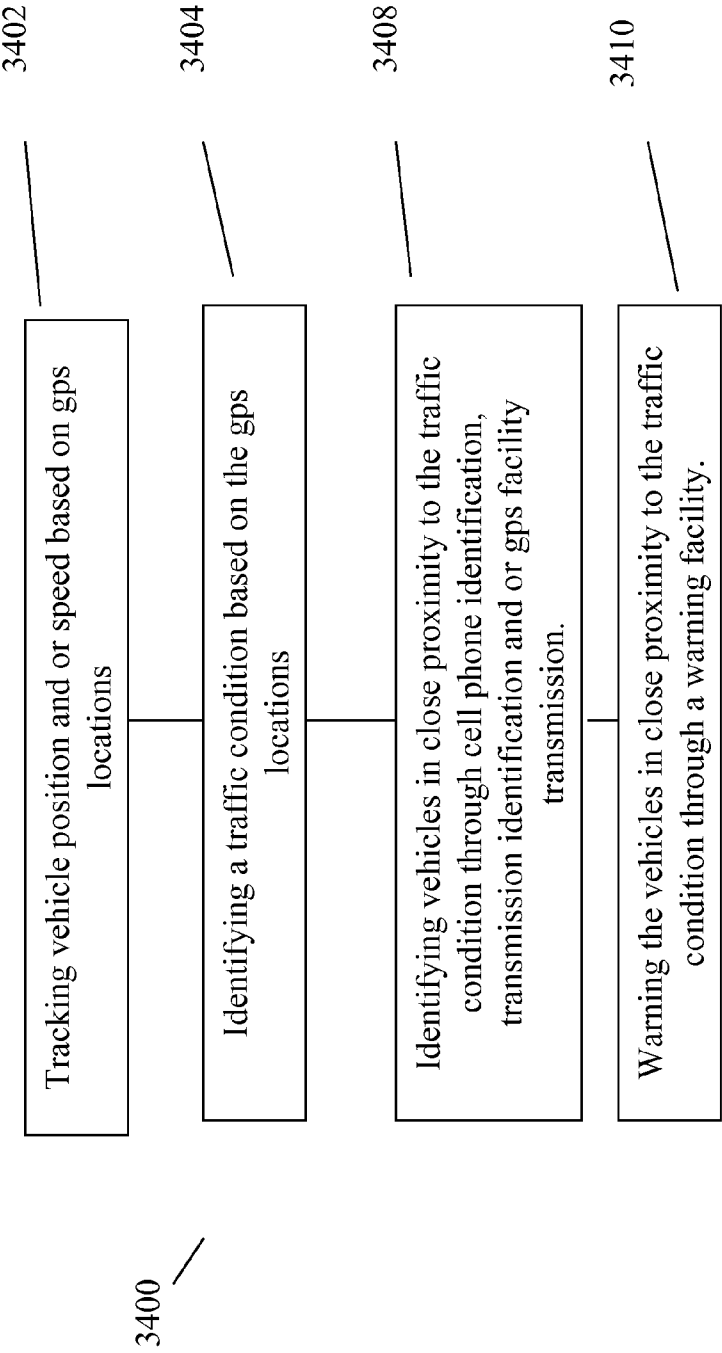 3400
3402
Tracking vehicle position and or speed based on gps
locations
3404
Identifying a traffic condition based on the gps
locations
3408
Identifying vehicles in close proximity to the traffic
condition through cell phone identification,
transmission identification and or gps facility
transmission.
3410
Warning the vehicles in close proximity to the traffic
condition through a warning facility.